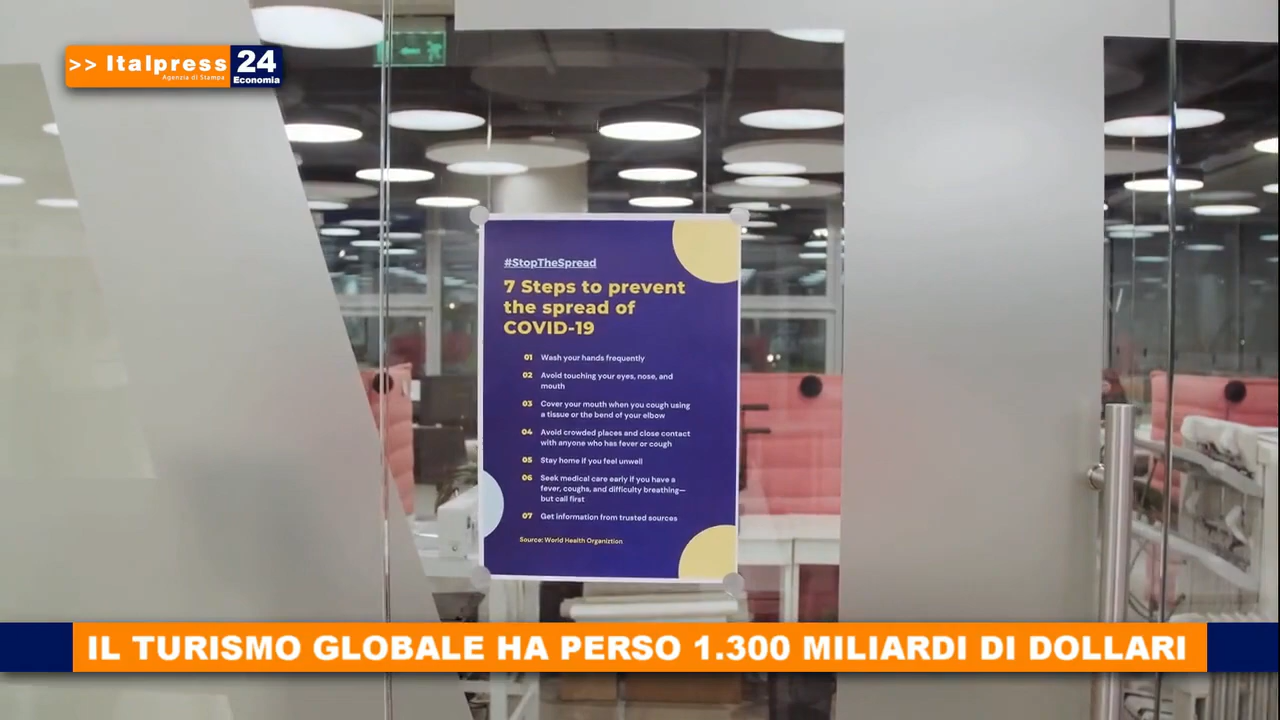 >> Italpress 24
Agenzia di Stampa Economia
#StopTheSpread
7 Steps to prevent
the spread of
COVID-19
01 Wash your hands frequently
02 Avoid touching your eyes, nose, and
mouth
03 Cover your mouth when you cough using
a tissue or the bend of your elbow
04 Avoid crowded places and close contact
with anyone who has fever or cough
05 Stay home if you feel unwell
06 Seek medical care early if you have a
fever, coughs, and difficulty breathing—
but call first
07 Get information from trusted sources
Source: World Health Organiztion
IL TURISMO GLOBALE HA PERSO 1.300 MILIARDI DI DOLLARI